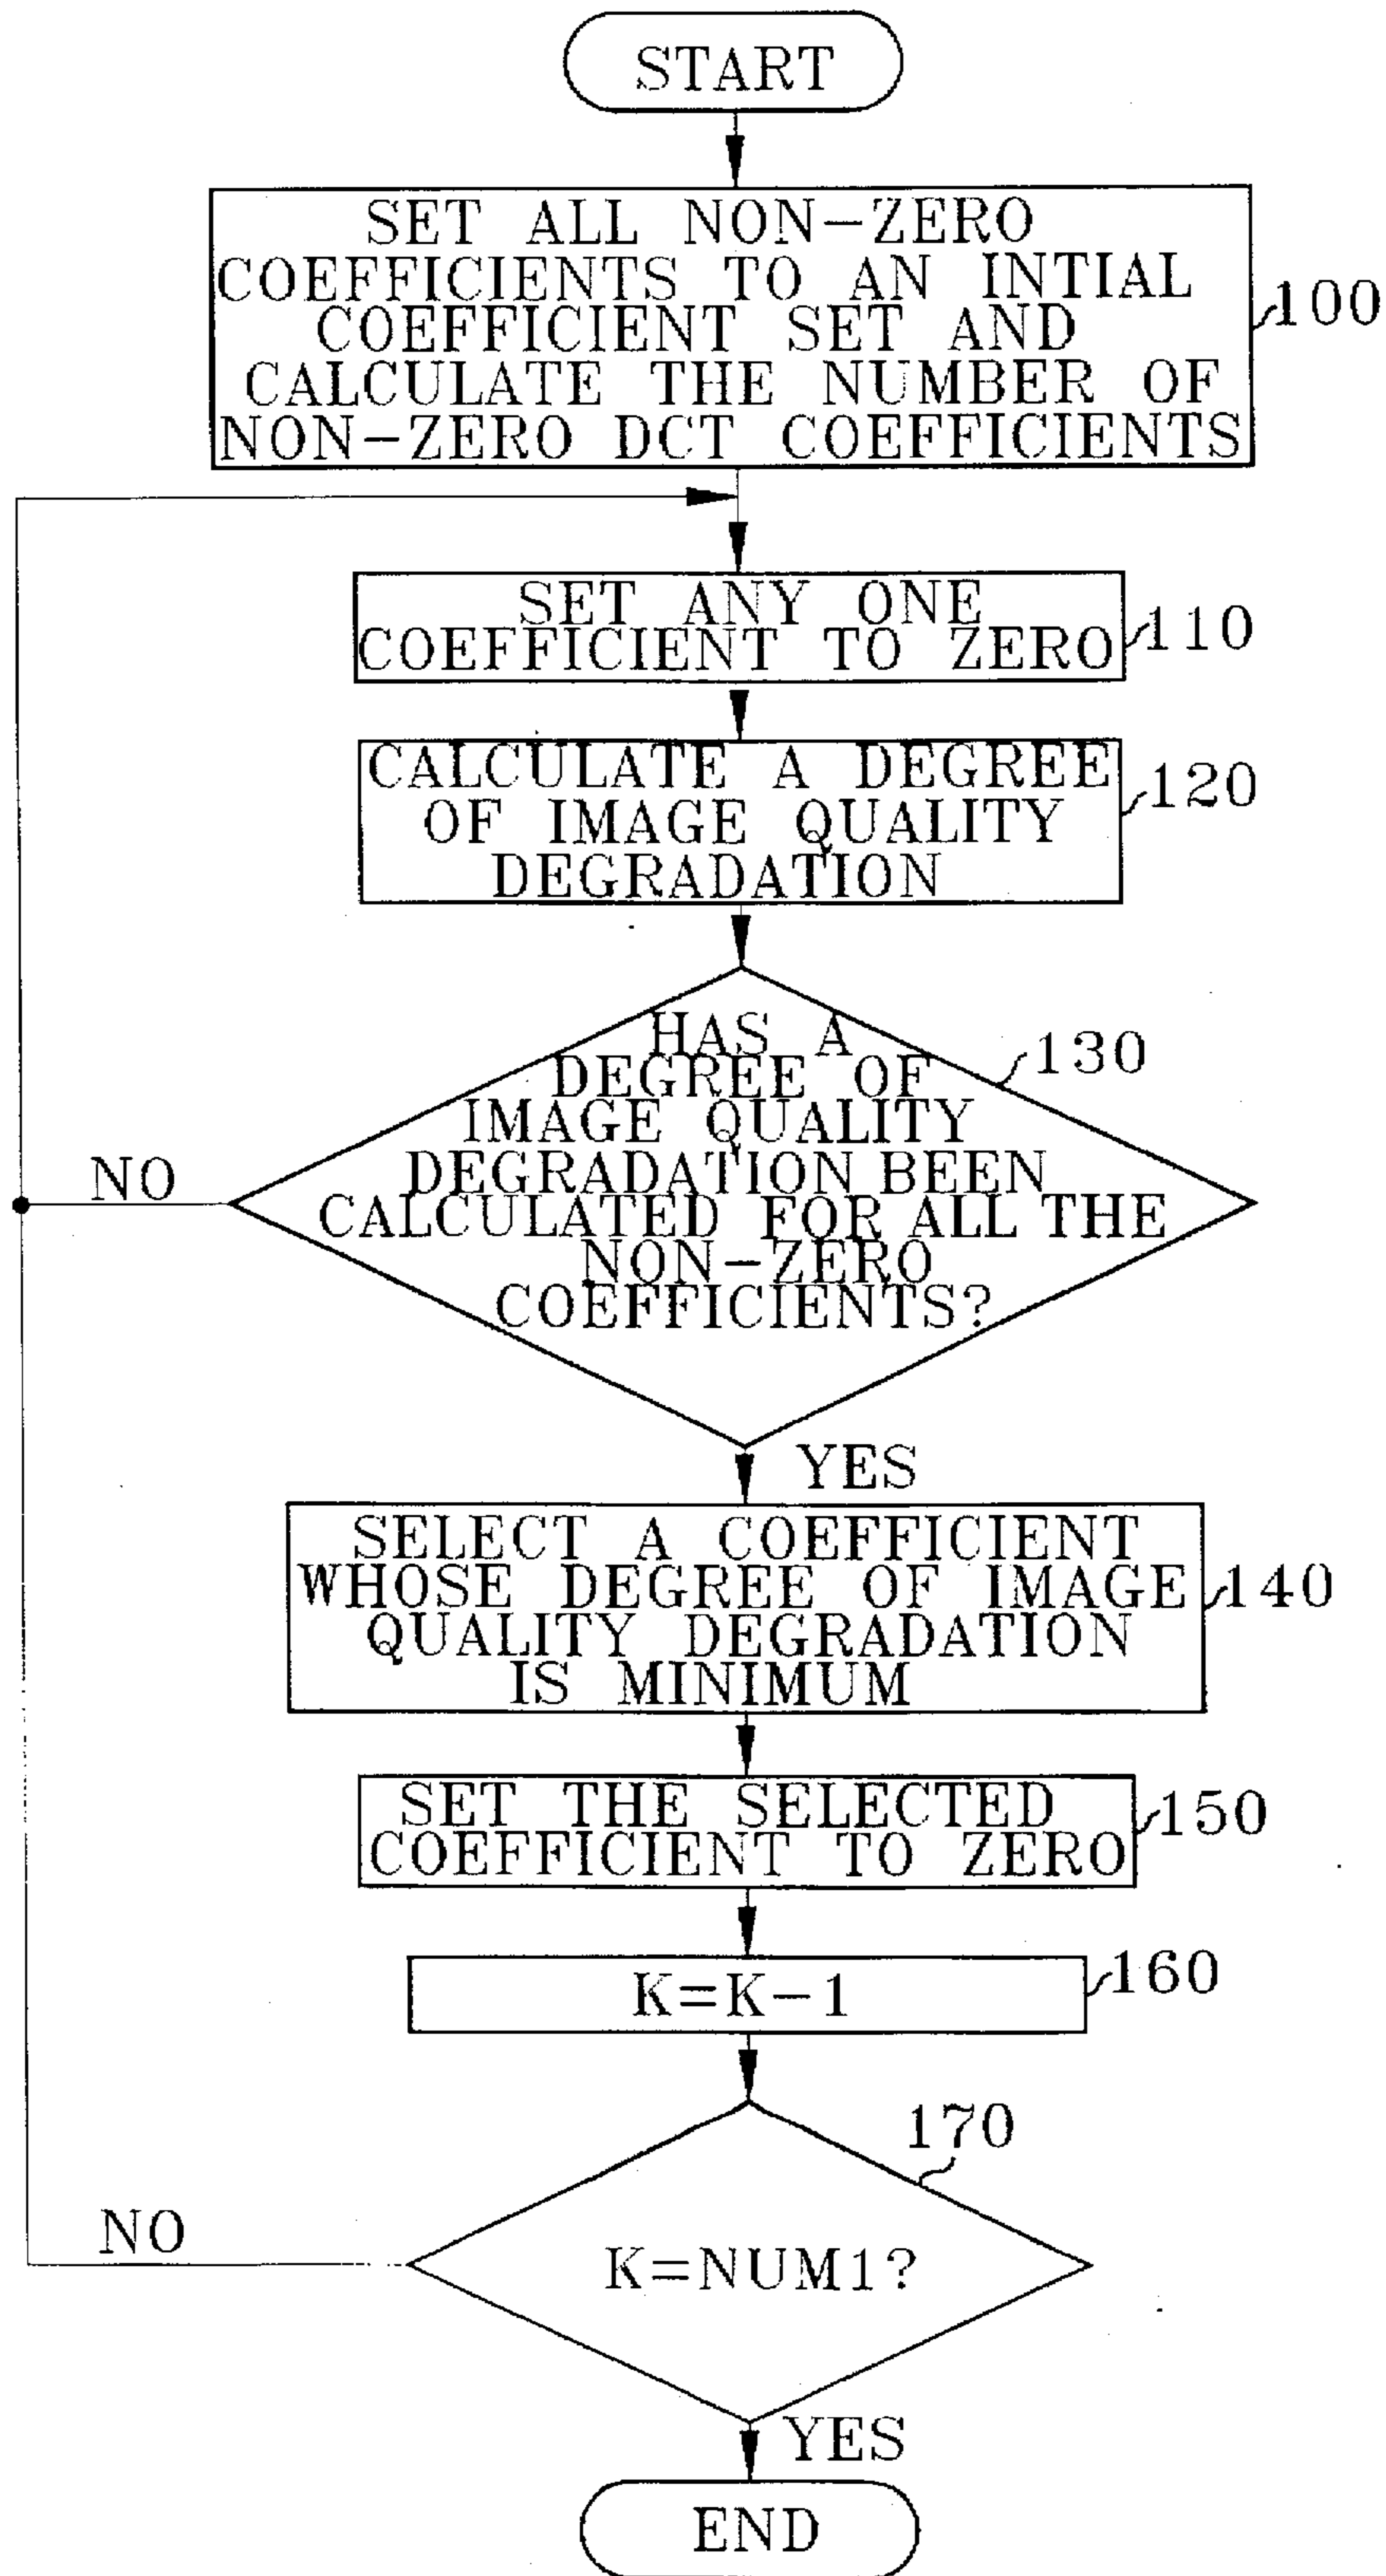 START
SET ALL NON-ZERO
COEFFICIENTS TO AN INTIAL
COEFFICIENT SET AND
CALCULATE THE NUMBER OF
NON-ZERO DCT COEFFICIENTS
100
SET ANY ONE
COEFFICIENT TO ZERO
110
CALCULATE A DEGREE
OF IMAGE QUALITY
DEGRADATION
120
HAS A
DEGREE OF
IMAGE QUALITY
DEGRADATION BEEN
CALCULATED FOR ALL THE
NON-ZERO
COEFFICIENTS?
130
NO
YES
SELECT A COEFFICIENT
WHOSE DEGREE OF IMAGE
QUALITY DEGRADATION
IS MINIMUM
140
SET THE SELECTED
COEFFICIENT TO ZERO
150
K=K-1
160
170
K=NUM1?
NO
YES
END